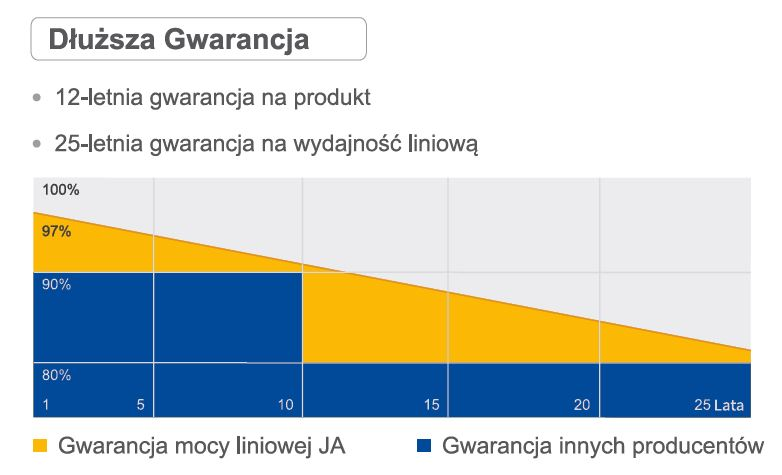 Dłuższa Gwarancja
• 12-letnia gwarancja na produkt
• 25-letnia gwarancja na wydajność liniową
100%
97%
90%
80%
1 5 10 15 20 25 Lata
Gwarancja mocy liniowej JA Gwarancja innych producentów